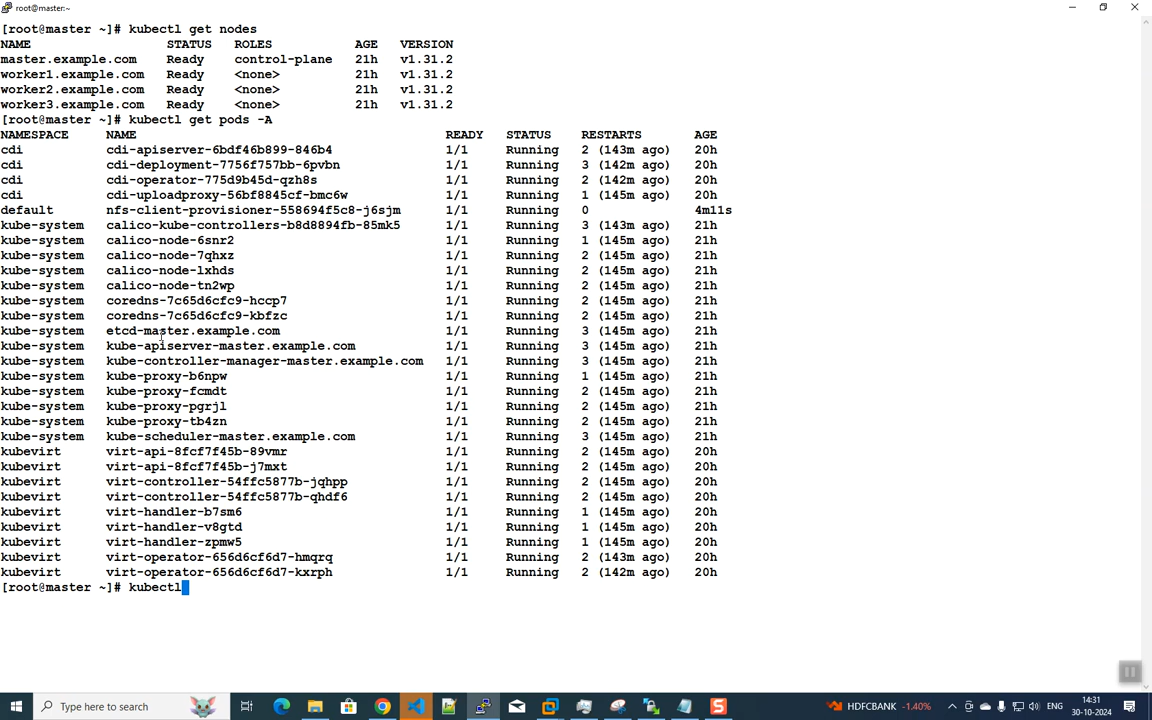 root@master:~
[root@master ~]# kubectl get nodes
NAME STATUS ROLES AGE VERSION
master.example.com Ready control-plane 21h v1.31.2
worker1.example.com Ready <none> 21h v1.31.2
worker2.example.com Ready <none> 21h v1.31.2
worker3.example.com Ready <none> 21h v1.31.2
[root@master ~]# kubectl get pods -A
NAMESPACE NAME READY STATUS RESTARTS AGE
cdi cdi-apiserver-6bdf46b899-846b4 1/1 Running 2 (143m ago) 20h
cdi cdi-deployment-7756f757bb-6pvbn 1/1 Running 3 (142m ago) 20h
cdi cdi-operator-775d9b45d-qzh8s 1/1 Running 2 (142m ago) 20h
cdi cdi-uploadproxy-56bf8845cf-bmc6w 1/1 Running 1 (145m ago) 20h
default nfs-client-provisioner-558694f5c8-j6sjm 1/1 Running 0 4m11s
kube-system calico-kube-controllers-b8d8894fb-85mk5 1/1 Running 3 (143m ago) 21h
kube-system calico-node-6snr2 1/1 Running 1 (145m ago) 21h
kube-system calico-node-7qhxz 1/1 Running 2 (145m ago) 21h
kube-system calico-node-lxhds 1/1 Running 2 (145m ago) 21h
kube-system calico-node-tn2wp 1/1 Running 2 (145m ago) 21h
kube-system coredns-7c65d6cfc9-hccp7 1/1 Running 2 (145m ago) 21h
kube-system coredns-7c65d6cfc9-kbfzc 1/1 Running 2 (145m ago) 21h
kube-system etcd-master.example.com 1/1 Running 3 (145m ago) 21h
kube-system kube-apiserver-master.example.com 1/1 Running 3 (145m ago) 21h
kube-system kube-controller-manager-master.example.com 1/1 Running 3 (145m ago) 21h
kube-system kube-proxy-b6npw 1/1 Running 1 (145m ago) 21h
kube-system kube-proxy-fcmdt 1/1 Running 2 (145m ago) 21h
kube-system kube-proxy-pgrjl 1/1 Running 2 (145m ago) 21h
kube-system kube-proxy-tb4zn 1/1 Running 2 (145m ago) 21h
kube-system kube-scheduler-master.example.com 1/1 Running 3 (145m ago) 21h
kubevirt virt-api-8fcf7f45b-89vmr 1/1 Running 2 (145m ago) 20h
kubevirt virt-api-8fcf7f45b-j7mxt 1/1 Running 2 (145m ago) 20h
kubevirt virt-controller-54ffc5877b-jqhpp 1/1 Running 2 (145m ago) 20h
kubevirt virt-controller-54ffc5877b-qhdf6 1/1 Running 2 (145m ago) 20h
kubevirt virt-handler-b7sm6 1/1 Running 1 (145m ago) 20h
kubevirt virt-handler-v8gtd 1/1 Running 1 (145m ago) 20h
kubevirt virt-handler-zpmw5 1/1 Running 1 (145m ago) 20h
kubevirt virt-operator-656d6cf6d7-hmqrq 1/1 Running 2 (143m ago) 20h
kubevirt virt-operator-656d6cf6d7-kxrph 1/1 Running 2 (142m ago) 20h
[root@master ~]# kubectl
Type here to search
HDFCBANK -1.40%
ENG
14:31
30-10-2024